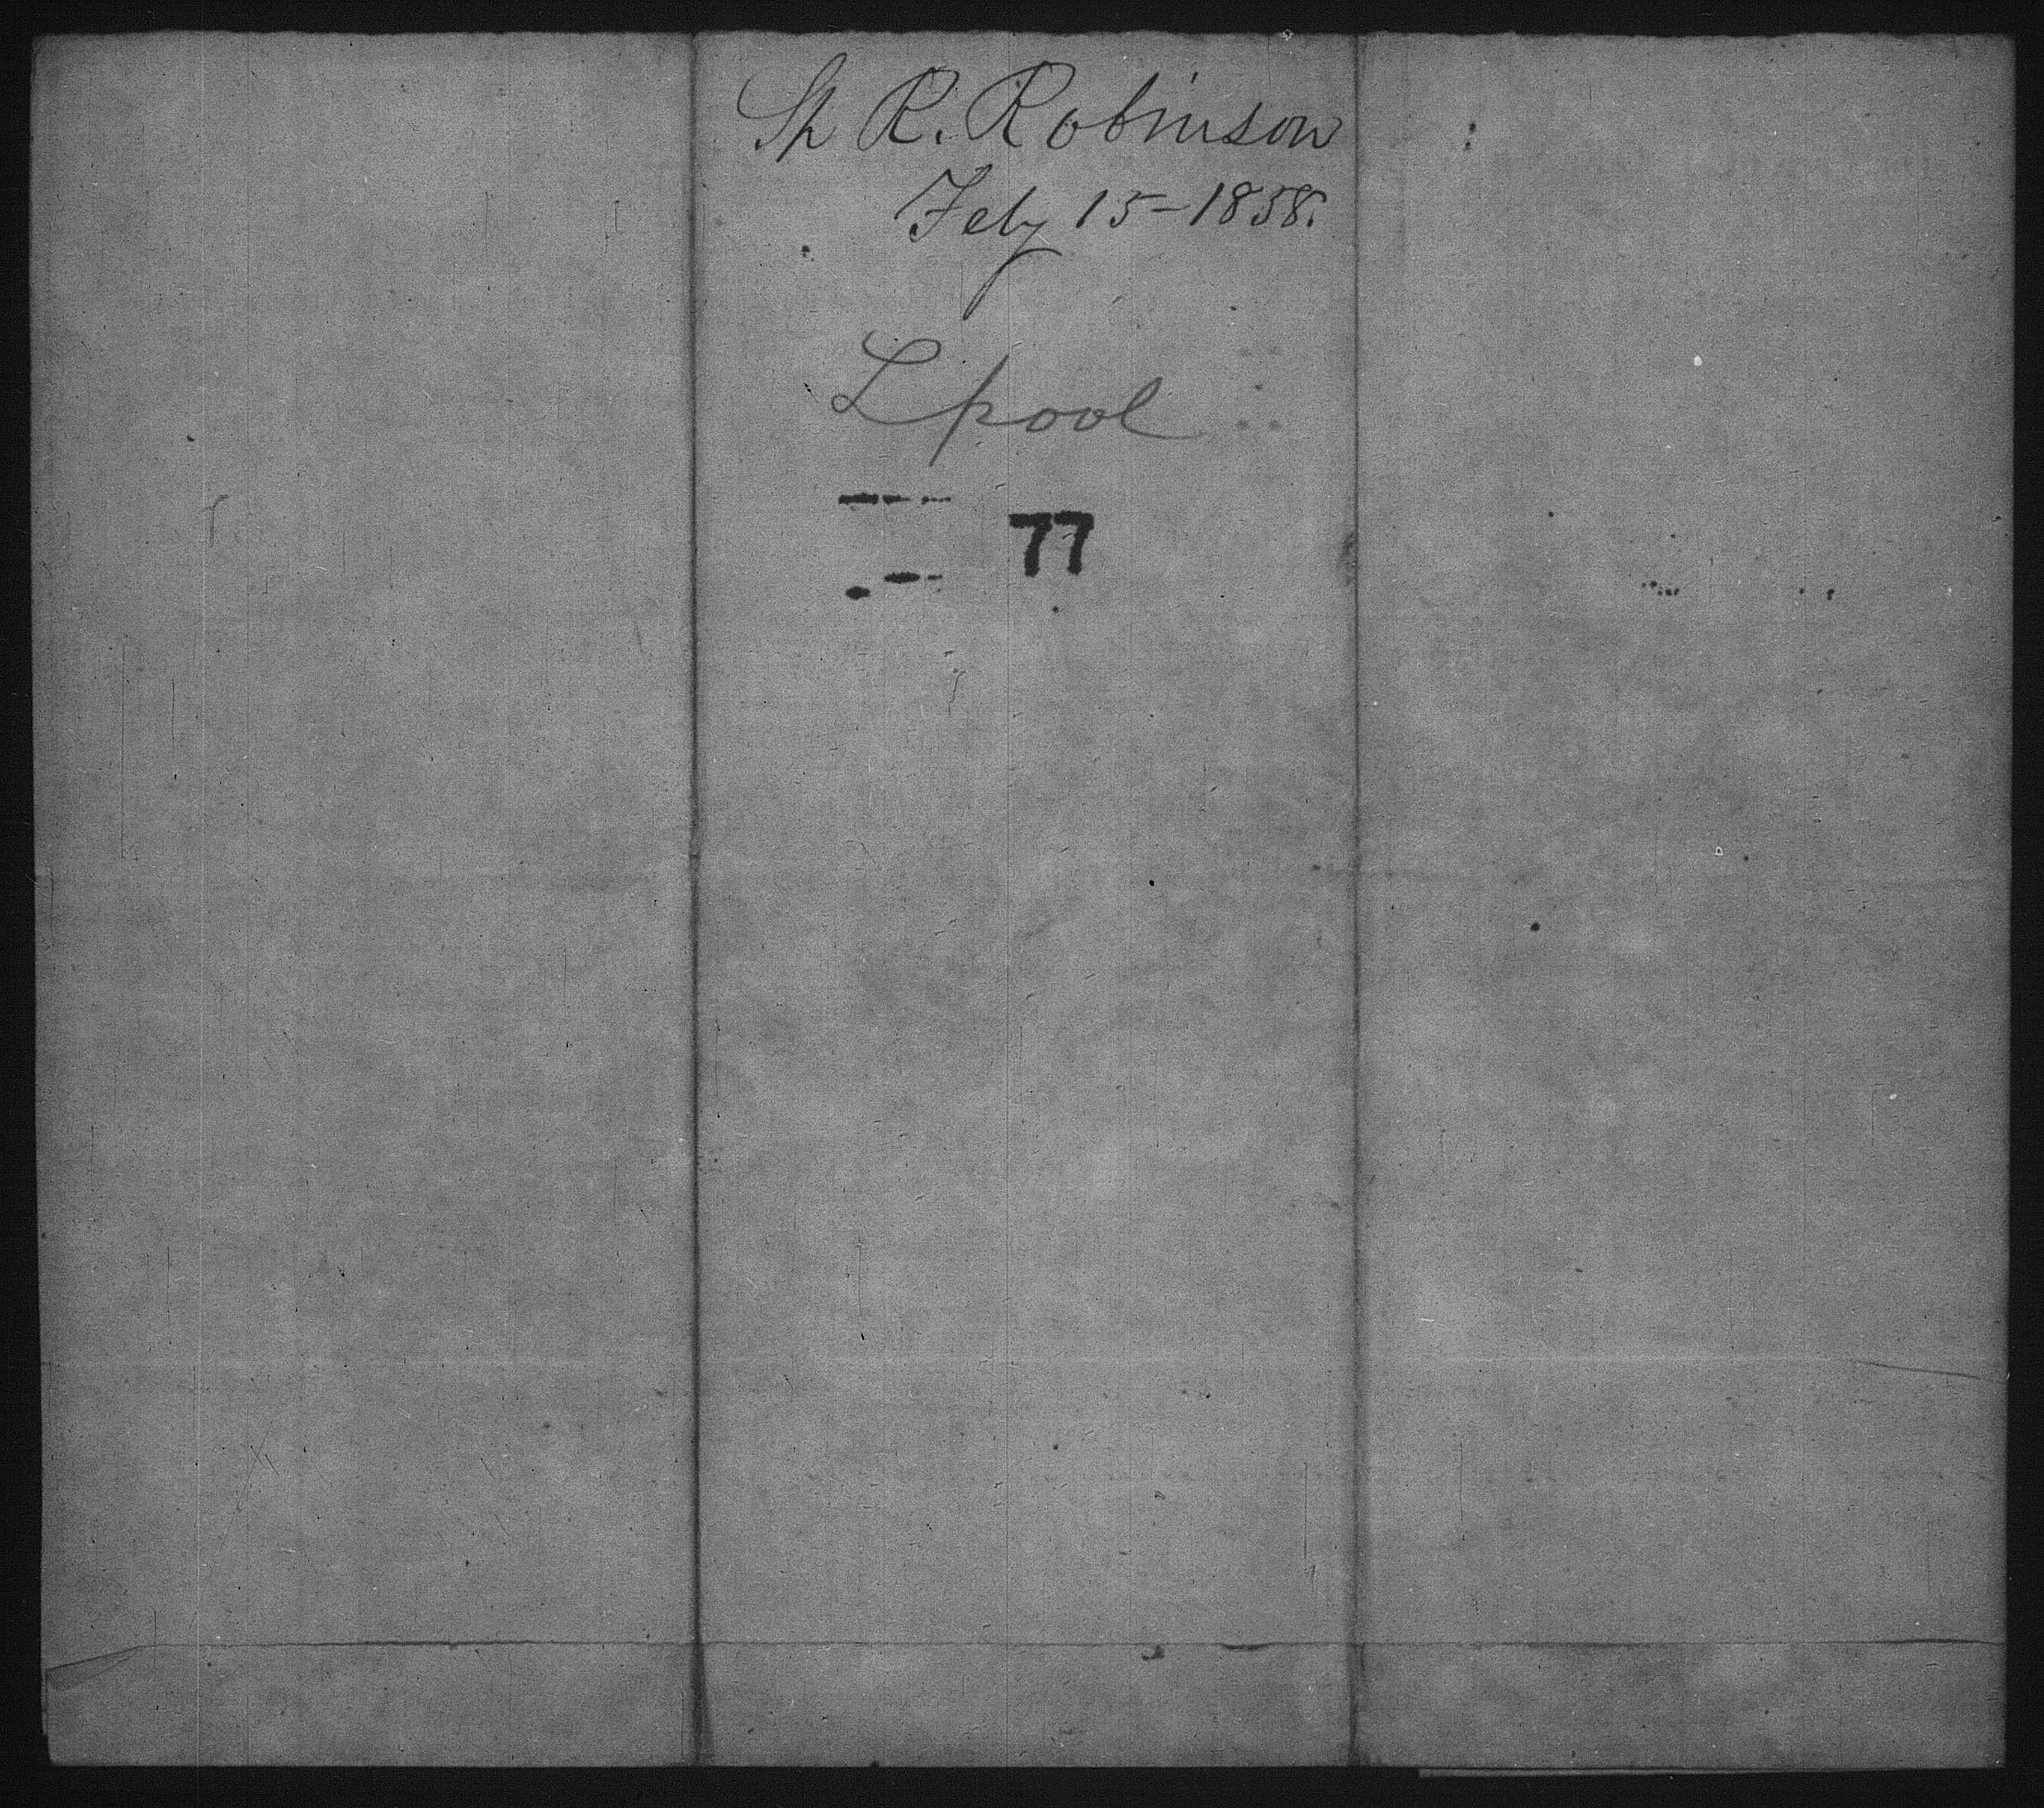 Sp R. Robinson
Feby 15-1858.
Lpool
77